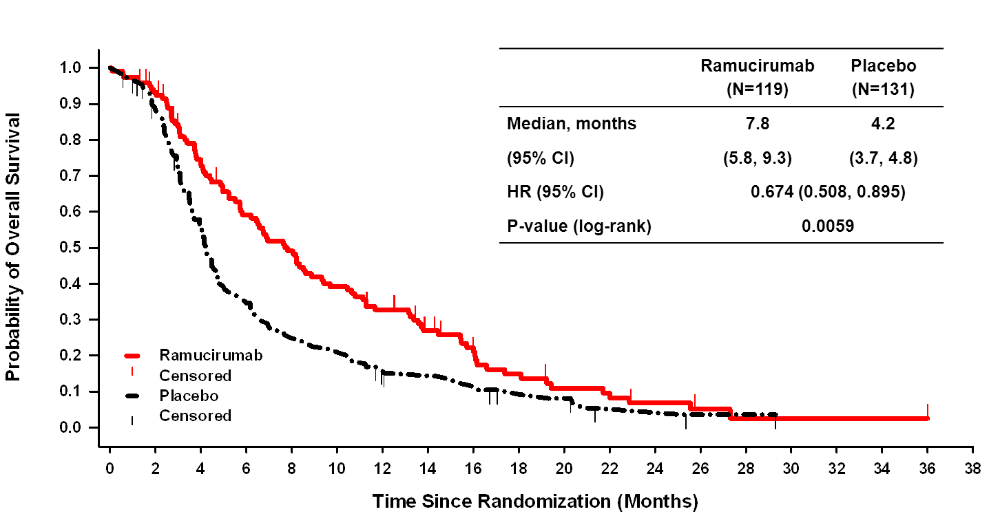 Ramucirumab Placebo
(N=119) (N=131)
Median, months 7.8 4.2
(95% CI) (5.8, 9.3) (3.7, 4.8)
HR (95% CI) 0.674 (0.508, 0.895)
P-value (log-rank) 0.0059
Probability of Overall Survival
1.0
0.9
0.8
0.7
0.6
0.5
0.4
0.3
0.2
0.1
0.0
Ramucirumab
Censored
Placebo
Censored
0 2 4 6 8 10 12 14 16 18 20 22 24 26 28 30 32 34 36 38
Time Since Randomization (Months)